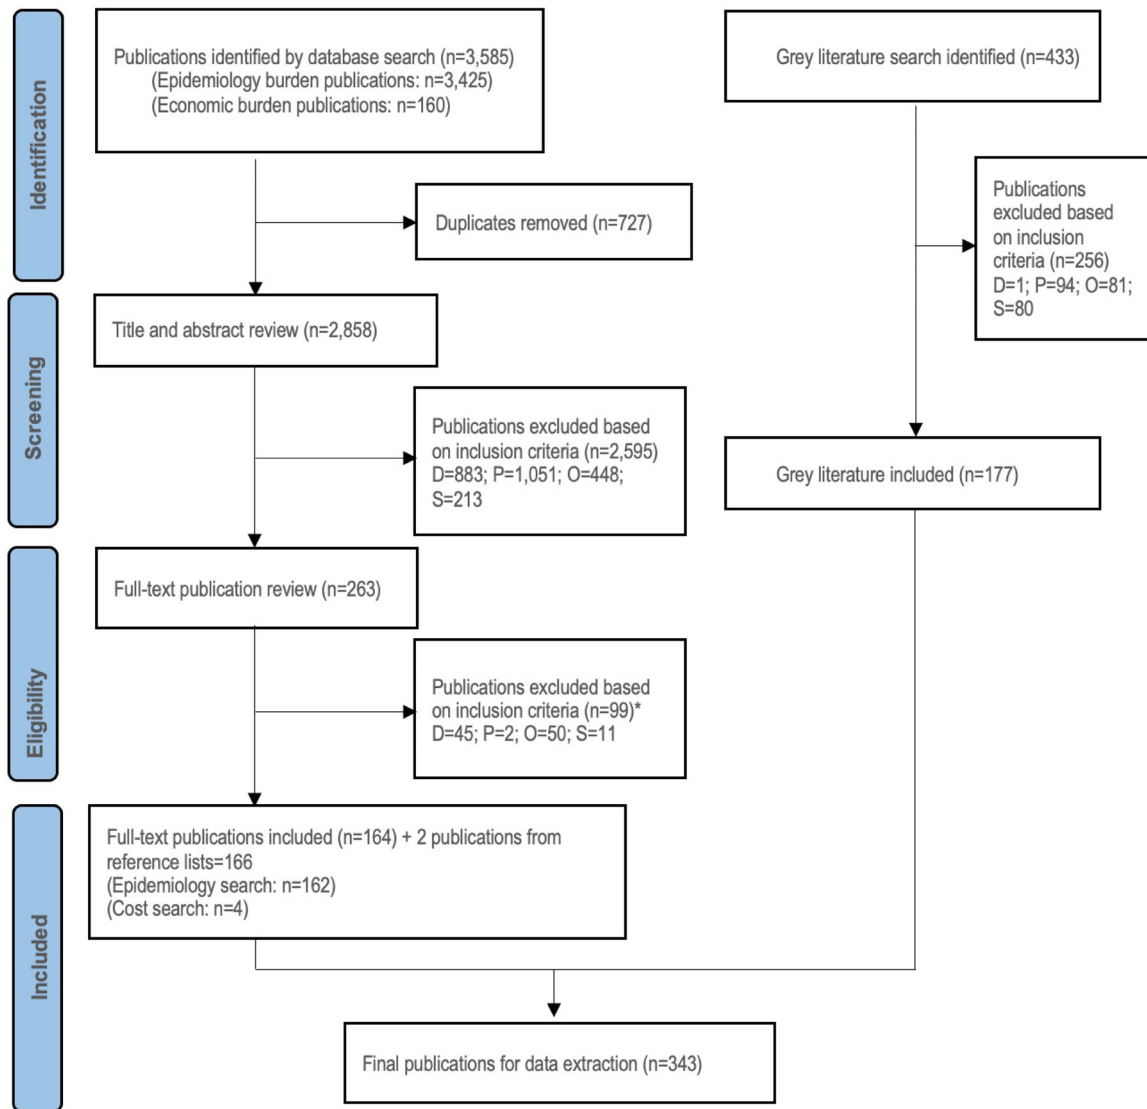 Identification
Publications identified by database search (n=3,585)
(Epidemiology burden publications: n=3,425)
(Economic burden publications: n=160)
Grey literature search identified (n=433)
Duplicates removed (n=727)
Publications
excluded based
on inclusion
criteria (n=256)
D=1; P=94; O=81;
S=80
Screening
Title and abstract review (n=2,858)
Publications excluded based
on inclusion criteria (n=2,595)
D=883; P=1,051; O=448;
S=213
Grey literature included (n=177)
Eligibility
Full-text publication review (n=263)
Publications excluded based
on inclusion criteria (n=99)*
D=45; P=2; O=50; S=11
Included
Full-text publications included (n=164) + 2 publications from
reference lists=166
(Epidemiology search: n=162)
(Cost search: n=4)
Final publications for data extraction (n=343)